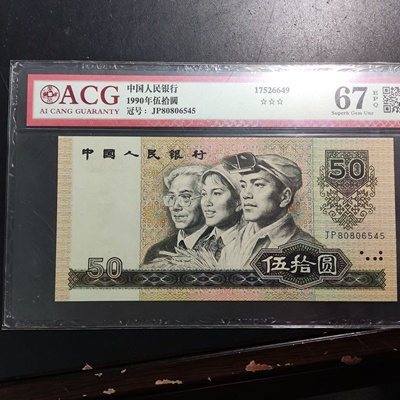 ACG
AI CANG GUARANTY
中国人民银行
1990年伍拾圆
冠号: JP80806545
17526649
☆☆☆
67 EPQ
Superb Gem Unc
中国人民银行
50
JP80806545
50
伍拾圆